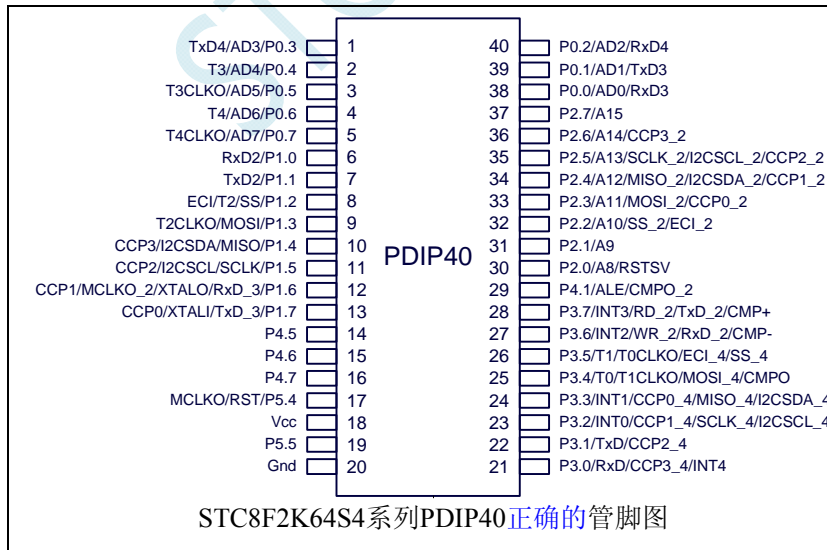 TxD4/AD3/P0.3 1 40 P0.2/AD2/RxD4
T3/AD4/P0.4 2 39 P0.1/AD1/TxD3
T3CLKO/AD5/P0.5 3 38 P0.0/AD0/RxD3
T4/AD6/P0.6 4 37 P2.7/A15
T4CLKO/AD7/P0.7 5 36 P2.6/A14/CCP3_2
RxD2/P1.0 6 35 P2.5/A13/SCLK_2/I2CSCL_2/CCP2_2
TxD2/P1.1 7 34 P2.4/A12/MISO_2/I2CSDA_2/CCP1_2
ECI/T2/SS/P1.2 8 33 P2.3/A11/MOSI_2/CCP0_2
T2CLKO/MOSI/P1.3 9 32 P2.2/A10/SS_2/ECI_2
CCP3/I2CSDA/MISO/P1.4 10 31 P2.1/A9
PDIP40
CCP2/I2CSCL/SCLK/P1.5 11 30 P2.0/A8/RSTSV
CCP1/MCLKO_2/XTALO/RxD_3/P1.6 12 29 P4.1/ALE/CMPO_2
CCP0/XTALI/TxD_3/P1.7 13 28 P3.7/INT3/RD_2/TxD_2/CMP+
P4.5 14 27 P3.6/INT2/WR_2/RxD_2/CMP-
P4.6 15 26 P3.5/T1/T0CLKO/ECI_4/SS_4
P4.7 16 25 P3.4/T0/T1CLKO/MOSI_4/CMPO
MCLKO/RST/P5.4 17 24 P3.3/INT1/CCP0_4/MISO_4/I2CSDA_4
Vcc 18 23 P3.2/INT0/CCP1_4/SCLK_4/I2CSCL_4
P5.5 19 22 P3.1/TxD/CCP2_4
Gnd 20 21 P3.0/RxD/CCP3_4/INT4
STC8F2K64S4系列PDIP40正确的管脚图